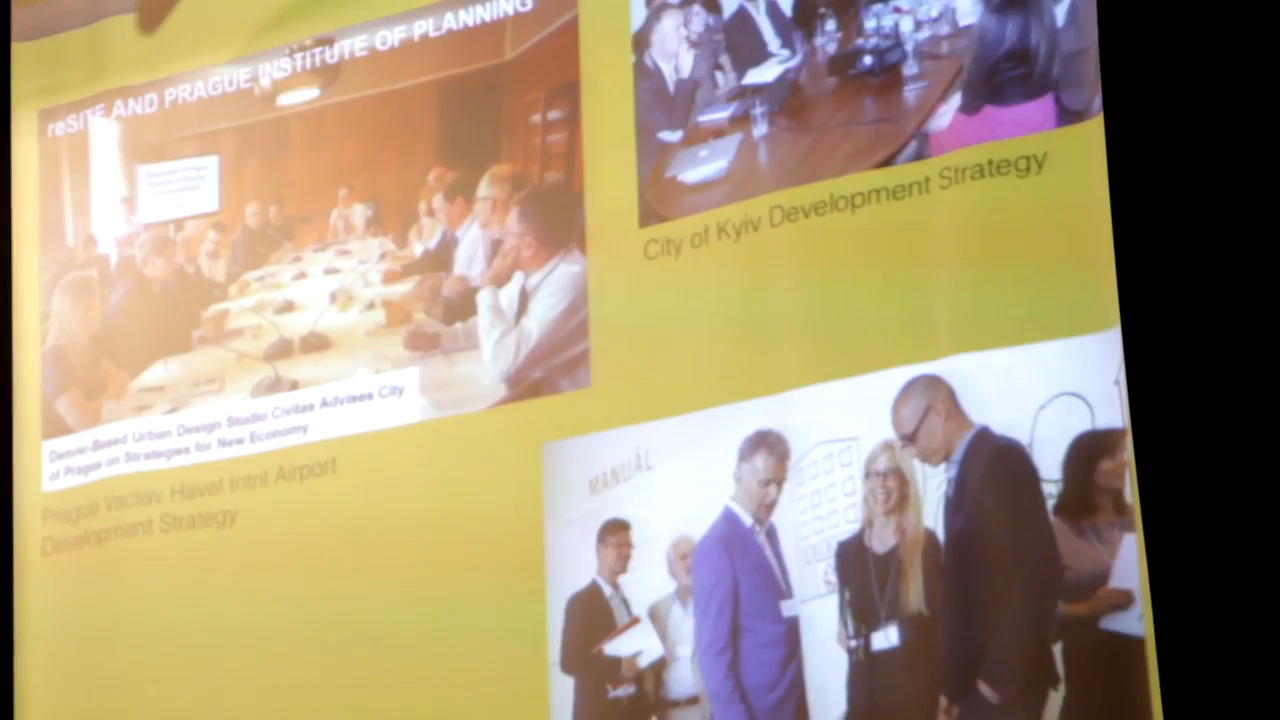 reSITE AND PRAGUE INSTITUTE OF PLANNING
Denver-Based Urban Design Studio Civitas Advises City
of Prague on Strategies for New Economy
Prague Vaclav Havel Intnl Airport
Development Strategy
City of Kyiv Development Strategy
MANUÁL